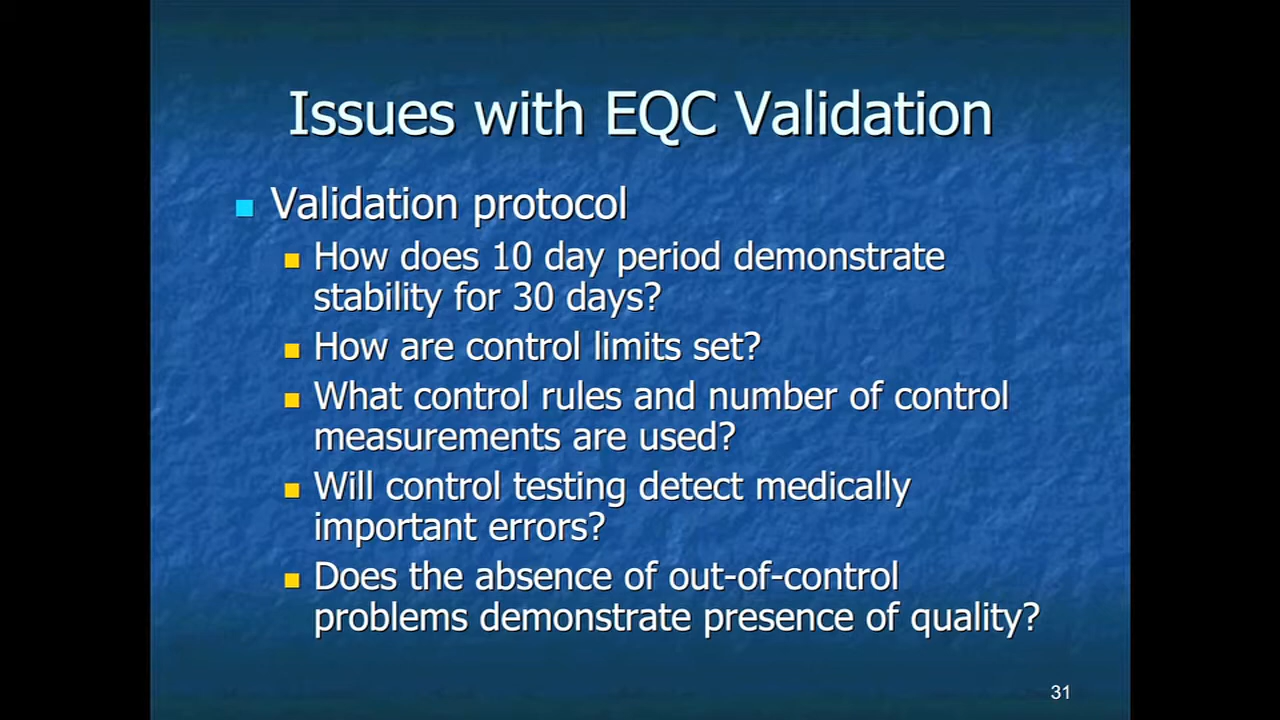 Issues with EQC Validation
Validation protocol
How does 10 day period demonstrate
stability for 30 days?
How are control limits set?
What control rules and number of control
measurements are used?
Will control testing detect medically
important errors?
Does the absence of out-of-control
problems demonstrate presence of quality?
31